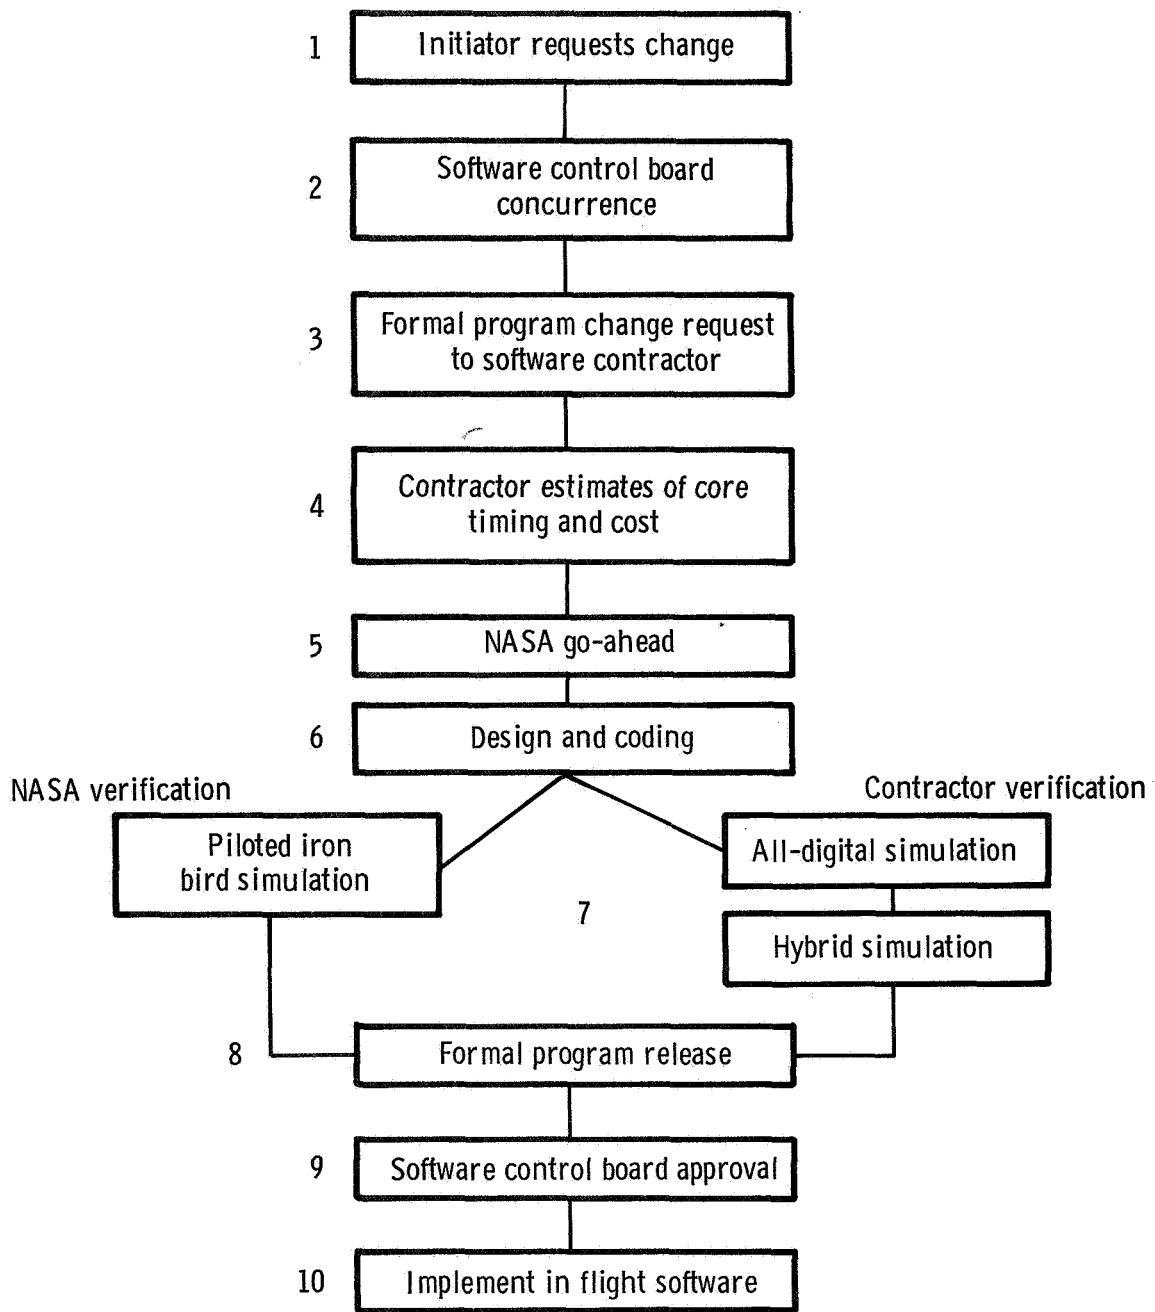 1
Initiator requests change
2
Software control board
concurrence
3
Formal program change request
to software contractor
4
Contractor estimates of core
timing and cost
5
NASA go-ahead
6
Design and coding
NASA verification
Contractor verification
Piloted iron
bird simulation
All-digital simulation
7
Hybrid simulation
8
Formal program release
9
Software control board approval
10
Implement in flight software